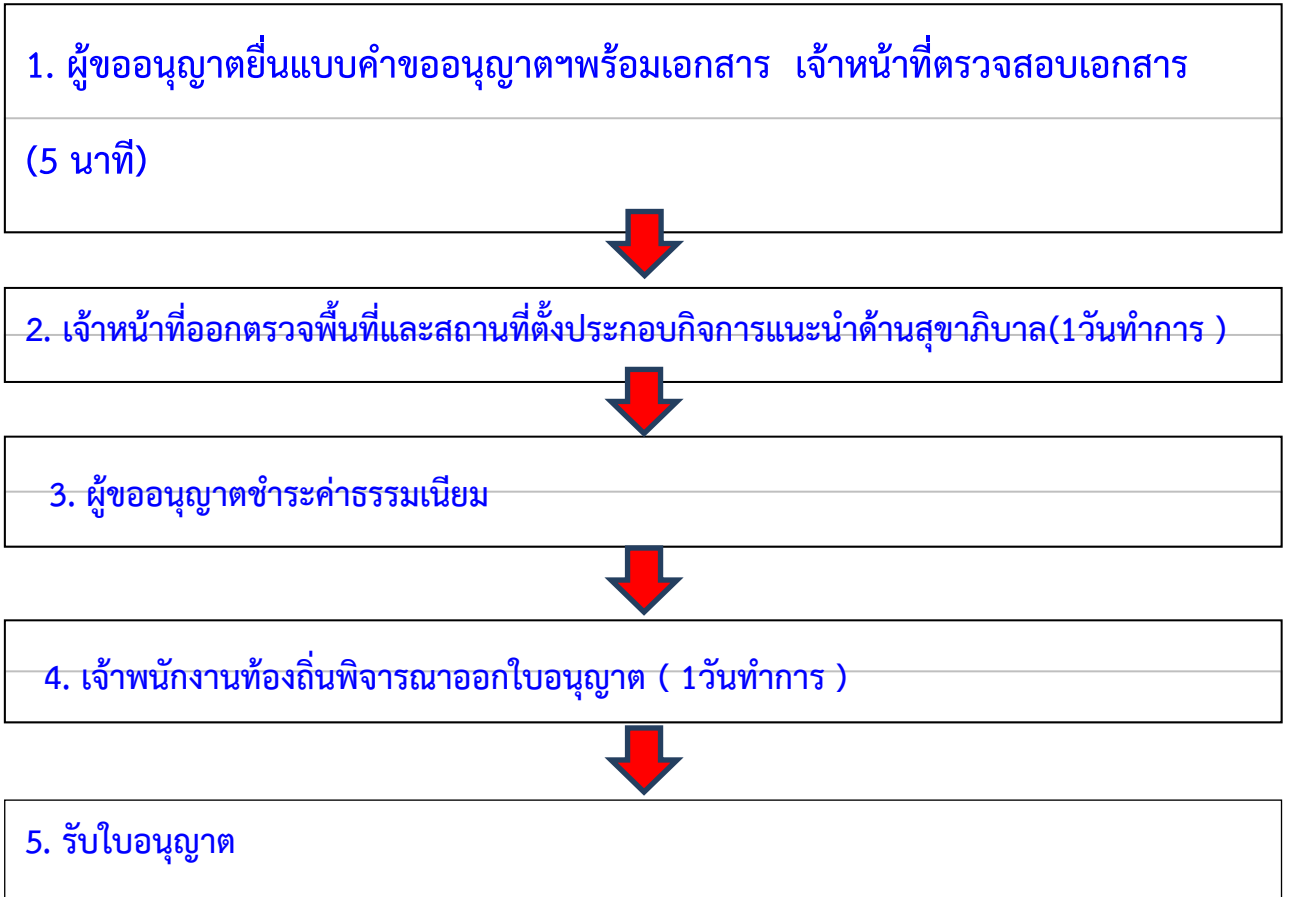 1. ผู้ขออนุญาตยื่นแบบคำขออนุญาตฯพร้อมเอกสาร เจ้าหน้าที่ตรวจสอบเอกสาร
(5 นาที)
2. เจ้าหน้าที่ออกตรวจพื้นที่และสถานที่ตั้งประกอบกิจการแนะนำด้านสุขาภิบาล(1วันทำการ )
3. ผู้ขออนุญาตชำระค่าธรรมเนียม
4. เจ้าพนักงานท้องถิ่นพิจารณาออกใบอนุญาต ( 1วันทำการ )
5. รับใบอนุญาต